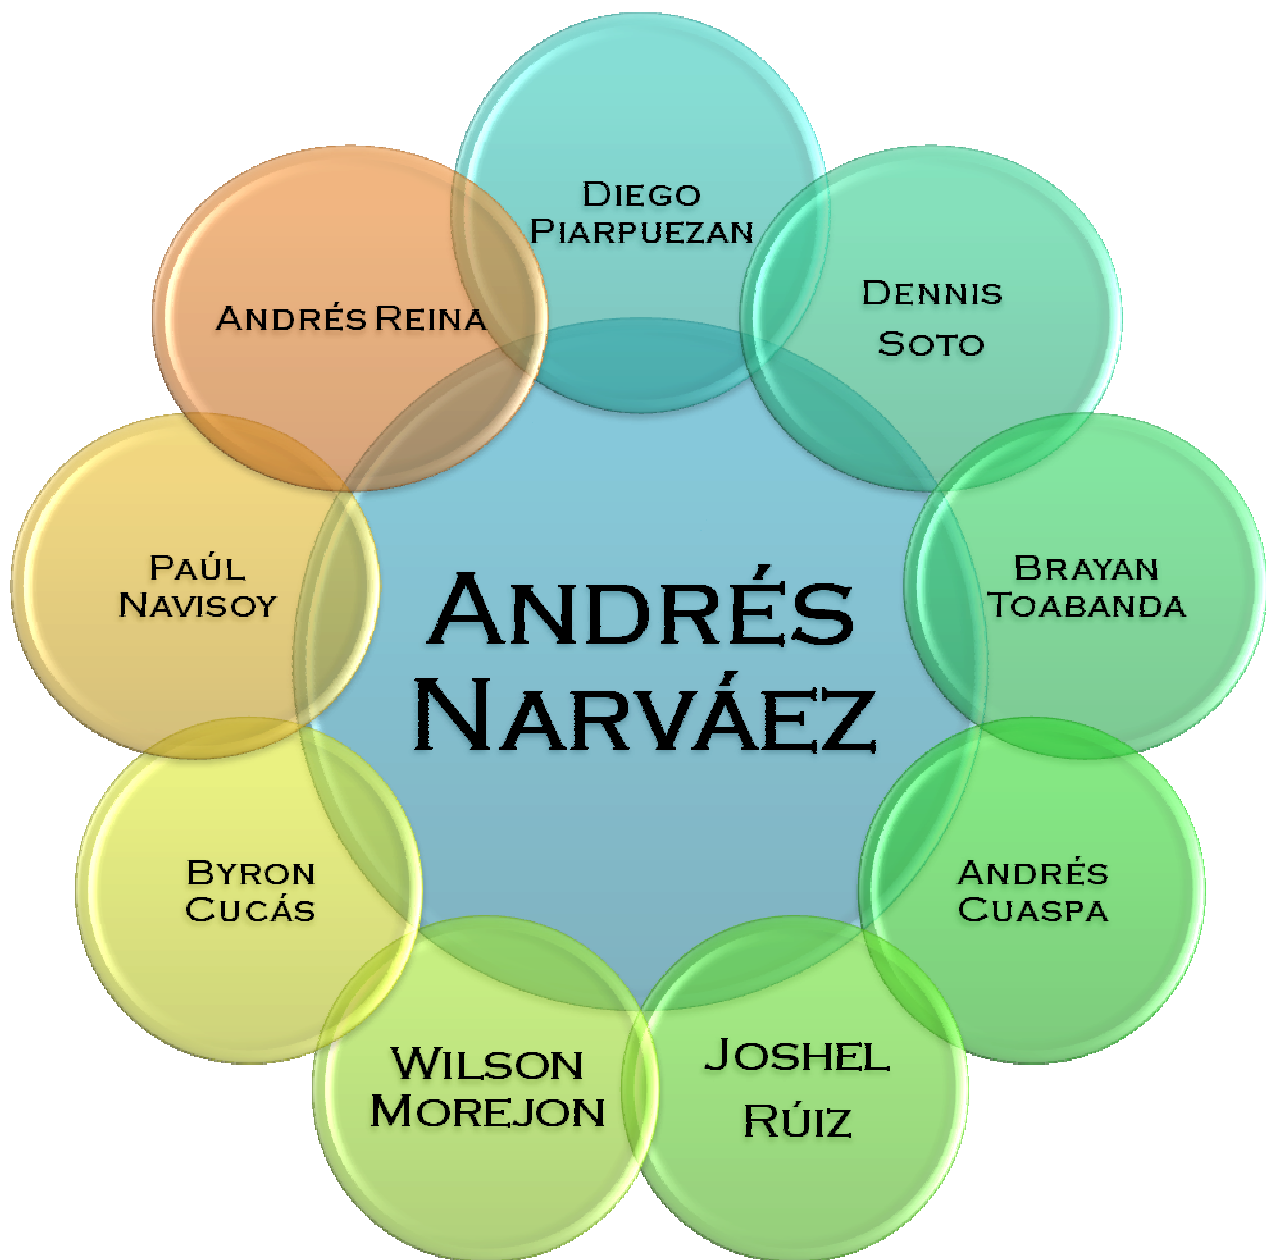 Diego
Piarpuezan
Dennis
Soto
Brayan
Toabanda
Andrés
Cuaspa
Joshel
Rúiz
Wilson
Morejon
Byron
Cucás
Paúl
Navisoy
Andrés Reina
Andrés
Narváez